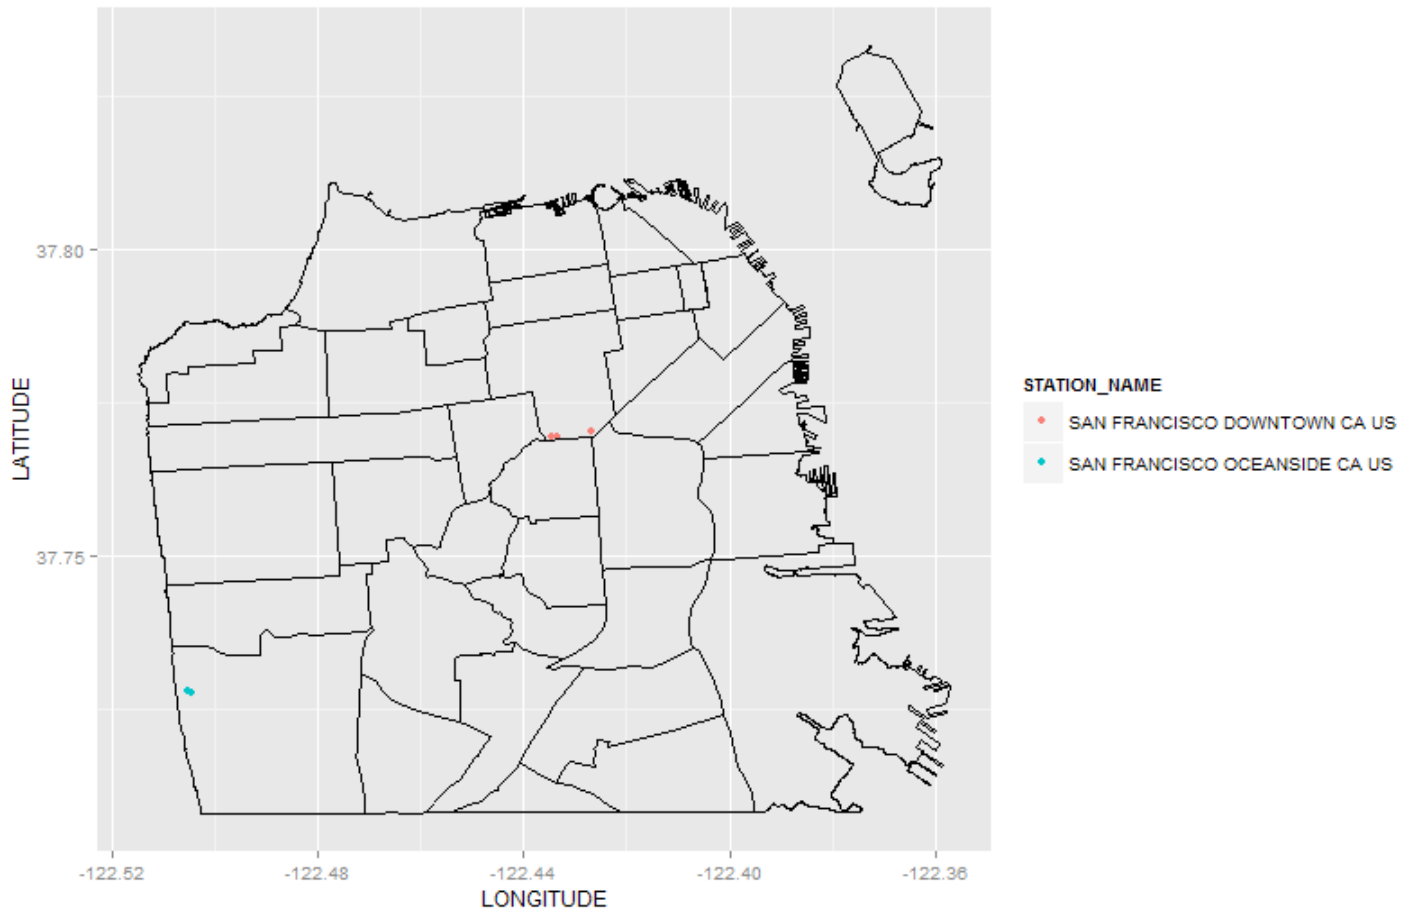 37.80
37.75
LATITUDE
-122.52
-122.48
-122.44
-122.40
-122.36
LONGITUDE
STATION_NAME
SAN FRANCISCO DOWNTOWN CA US
SAN FRANCISCO OCEANSIDE CA US